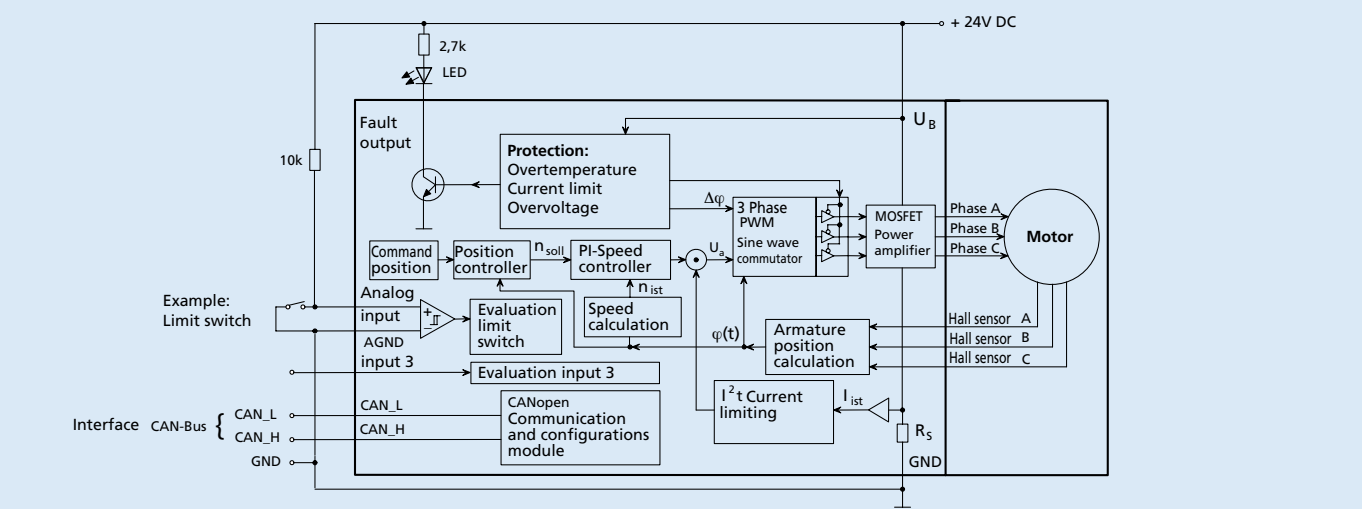 + 24V DC
2,7k
LED
Fault
output
U B
10k
Protection:
Overtemperature
Current limit
Overvoltage
Δφ
3 Phase
PWM
Sine wave
commutator
MOSFET
Power
amplifier
Phase A
Phase B
Phase C
Motor
Command
position
Position
controller
n soll
PI-Speed
controller
U a
n ist
Example:
Limit switch
Analog
input
+
−
AGND
Evaluation
limit
switch
Speed
calculation
φ(t)
Armature
position
calculation
Hall sensor A
Hall sensor B
Hall sensor C
input 3
Evaluation input 3
I 2 t Current
limiting
I ist
R S
GND
Interface CAN-Bus {
CAN_L
CAN_H
GND
CAN_L
CAN_H
CANopen
Communication
and configurations
module